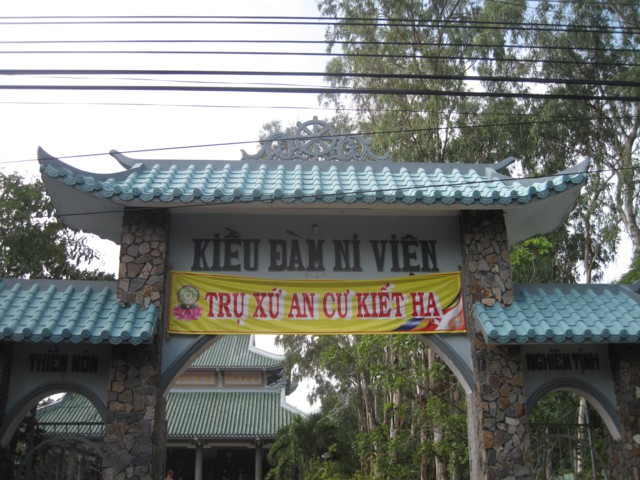 KIỀU ĐÀM NI VIỆN
TRỤ XỨ AN CƯ KIẾT HẠ
THIỀN MÔN
NGHIÊM TỊNH